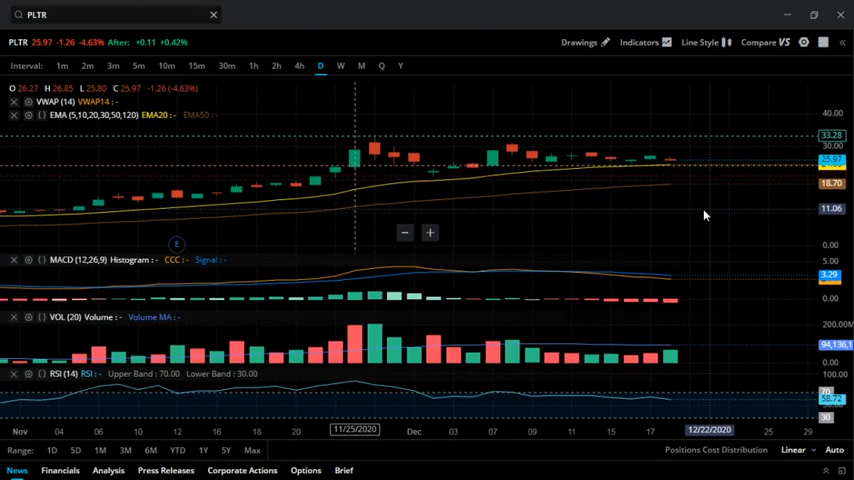 PLTR
PLTR 25.97 -1.26 -4.63% After: +0.11 +0.42% Drawings Indicators Line Style Compare VS
Interval: 1m 2m 3m 5m 10m 15m 30m 1h 2h 4h D W M Q Y
O 26.27 H 26.85 L 25.80 C 25.97 -1.26 (-4.63%)
VWAP (14) VWAP14 : -
EMA (5,10,20,30,50,120) EMA20 : - EMA50 : -
40.00
33.28
30.00
25.97
18.70
11.06
E
0.00
MACD (12,26,9) Histogram : - CCC : - Signal : -
5.00
3.29
0.00
VOL (20) Volume : - Volume MA : -
200.00M
94,136,1
0.00
RSI (14) RSI : - Upper Band : 70.00 Lower Band : 30.00
100.00
70
58.72
30
Nov 04 06 10 12 16 18 20 11/25/2020 Dec 03 07 09 11 15 17 12/22/2020 25 29
Range: 1D 5D 1M 3M 6M YTD 1Y 5Y Max Positions Cost Distribution Linear Auto
News Financials Analysis Press Releases Corporate Actions Options Brief